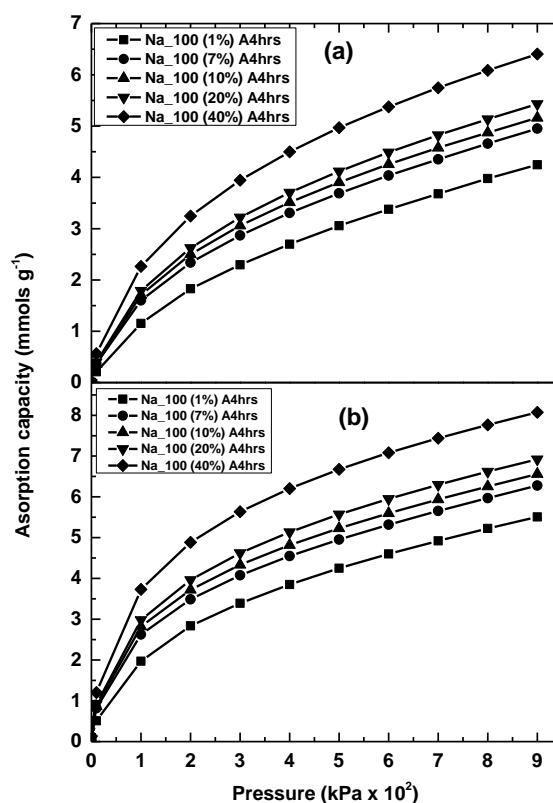 (a)
Na_100 (1%) A4hrs
Na_100 (7%) A4hrs
Na_100 (10%) A4hrs
Na_100 (20%) A4hrs
Na_100 (40%) A4hrs
7
6
5
4
3
2
1
0
Asorption capacity (mmols g⁻¹)
(b)
Na_100 (1%) A4hrs
Na_100 (7%) A4hrs
Na_100 (10%) A4hrs
Na_100 (20%) A4hrs
Na_100 (40%) A4hrs
8
7
6
5
4
3
2
1
0
0 1 2 3 4 5 6 7 8 9
Pressure (kPa x 10²)